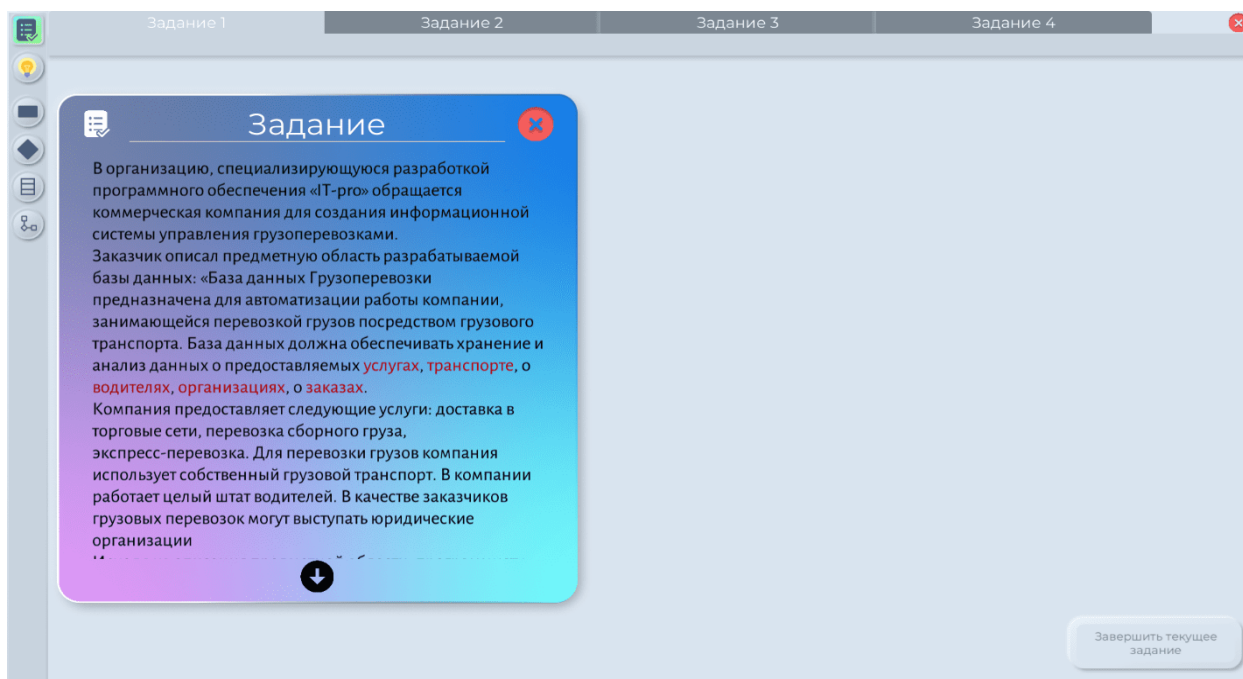 Задание 1
Задание 2
Задание 3
Задание 4
Задание
В организацию, специализирующуюся разработкой
программного обеспечения «IT-pro» обращается
коммерческая компания для создания информационной
системы управления грузоперевозками.
Заказчик описал предметную область разрабатываемой
базы данных: «База данных Грузоперевозки
предназначена для автоматизации работы компании,
занимающейся перевозкой грузов посредством грузового
транспорта. База данных должна обеспечивать хранение и
анализ данных о предоставляемых услугах, транспорте, о
водителях, организациях, о заказах.
Компания предоставляет следующие услуги: доставка в
торговые сети, перевозка сборного груза,
экспресс-перевозка. Для перевозки грузов компания
использует собственный грузовой транспорт. В компании
работает целый штат водителей. В качестве заказчиков
грузовых перевозок могут выступать юридические
организации
Завершить текущее
задание